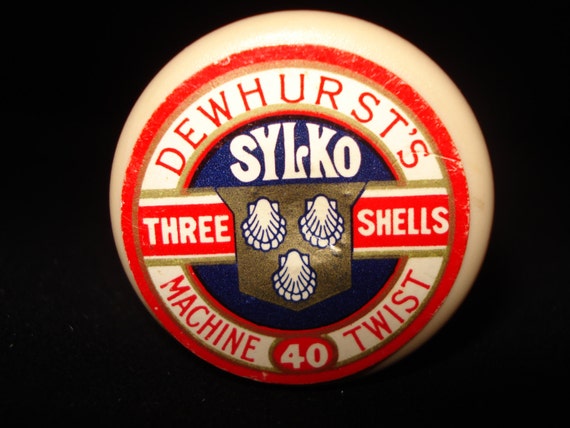 DEWHURST'S
SYLKO
THREE SHELLS
MACHINE 40 TWIST